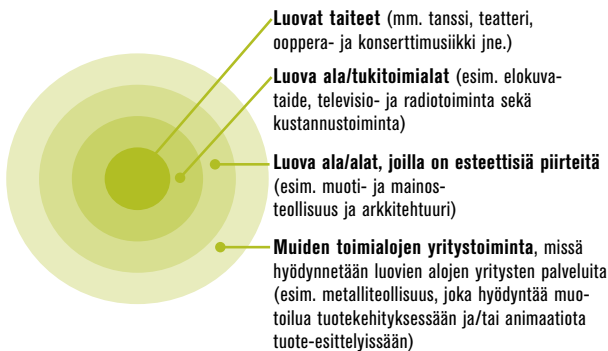 Luovat taiteet (mm. tanssi, teatteri,
ooppera- ja konserttimusiikki jne.)
Luova ala/tukitoimialat (esim. elokuva-
taide, televisio- ja radiotoiminta sekä
kustannustoiminta)
Luova ala/alat, joilla on esteettisiä piirteitä
(esim. muoti- ja mainos-
teollisuus ja arkkitehtuuri)
Muiden toimialojen yritystoiminta, missä
hyödynnetään luovien alojen yritysten palveluita
(esim. metalliteollisuus, joka hyödyntää muo-
toilua tuotekehityksessään ja/tai animaatiota
tuote-esittelyissään)